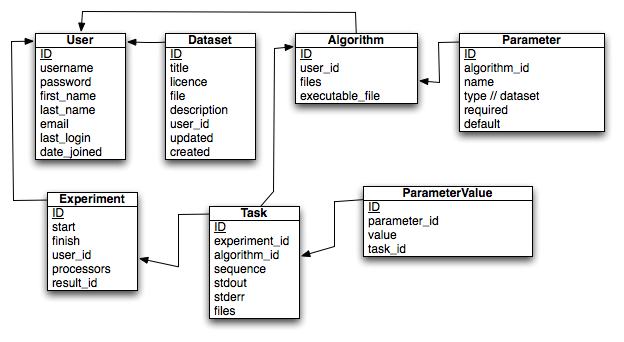 User
ID
username
password
first_name
last_name
email
last_login
date_joined
Dataset
ID
title
licence
file
description
user_id
updated
created
Algorithm
ID
user_id
files
executable_file
Parameter
ID
algorithm_id
name
type // dataset
required
default
Experiment
ID
start
finish
user_id
processors
result_id
Task
ID
experiment_id
algorithm_id
sequence
stdout
stderr
files
ParameterValue
ID
parameter_id
value
task_id